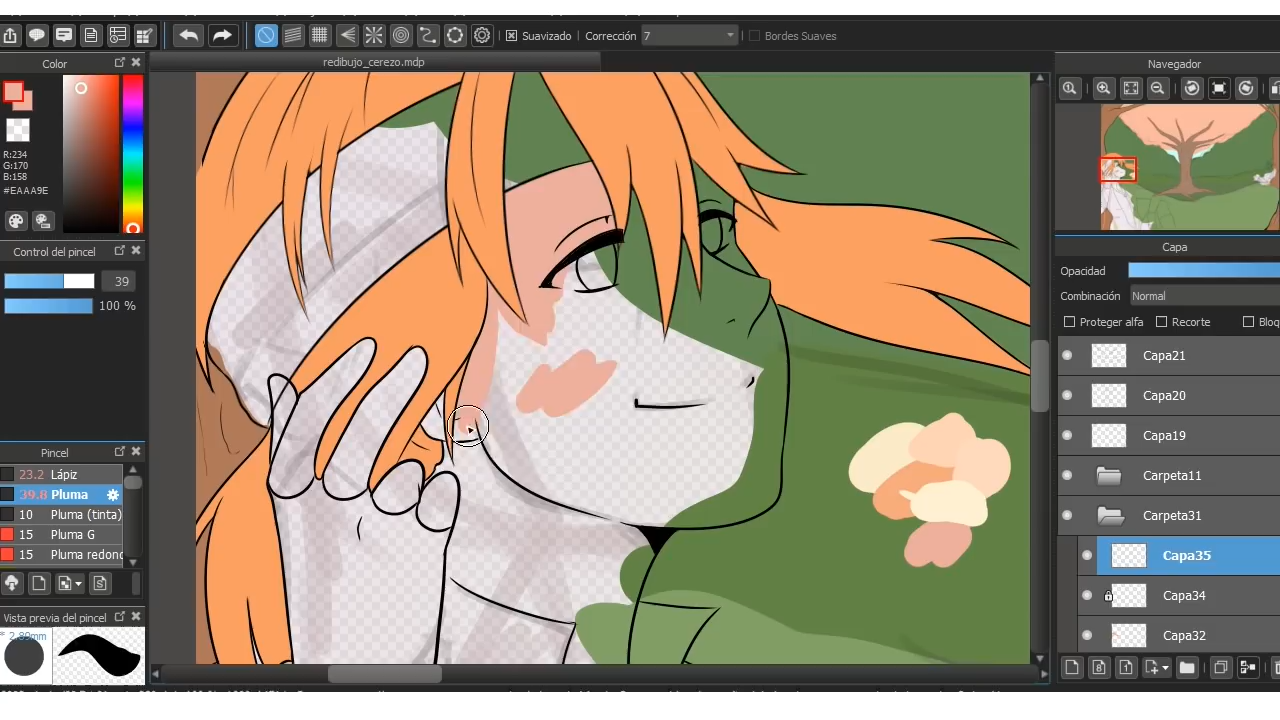 Suavizado Corrección 7 Bordes Suaves
Color
redibujo_cerezo.mdp
Navegador
R:234
G:170
B:158
#EAAA9E
Control del pincel
39
100 %
Capa
Opacidad
Combinación Normal
Proteger alfa Recorte Bloq
Capa21
Capa20
Capa19
Carpeta11
Carpeta31
Capa35
Capa34
Capa32
Pincel
23.2 Lápiz
39.8 Pluma
10 Pluma (tinta)
15 Pluma G
15 Pluma redond
Vista previa del pincel
* 2.89mm